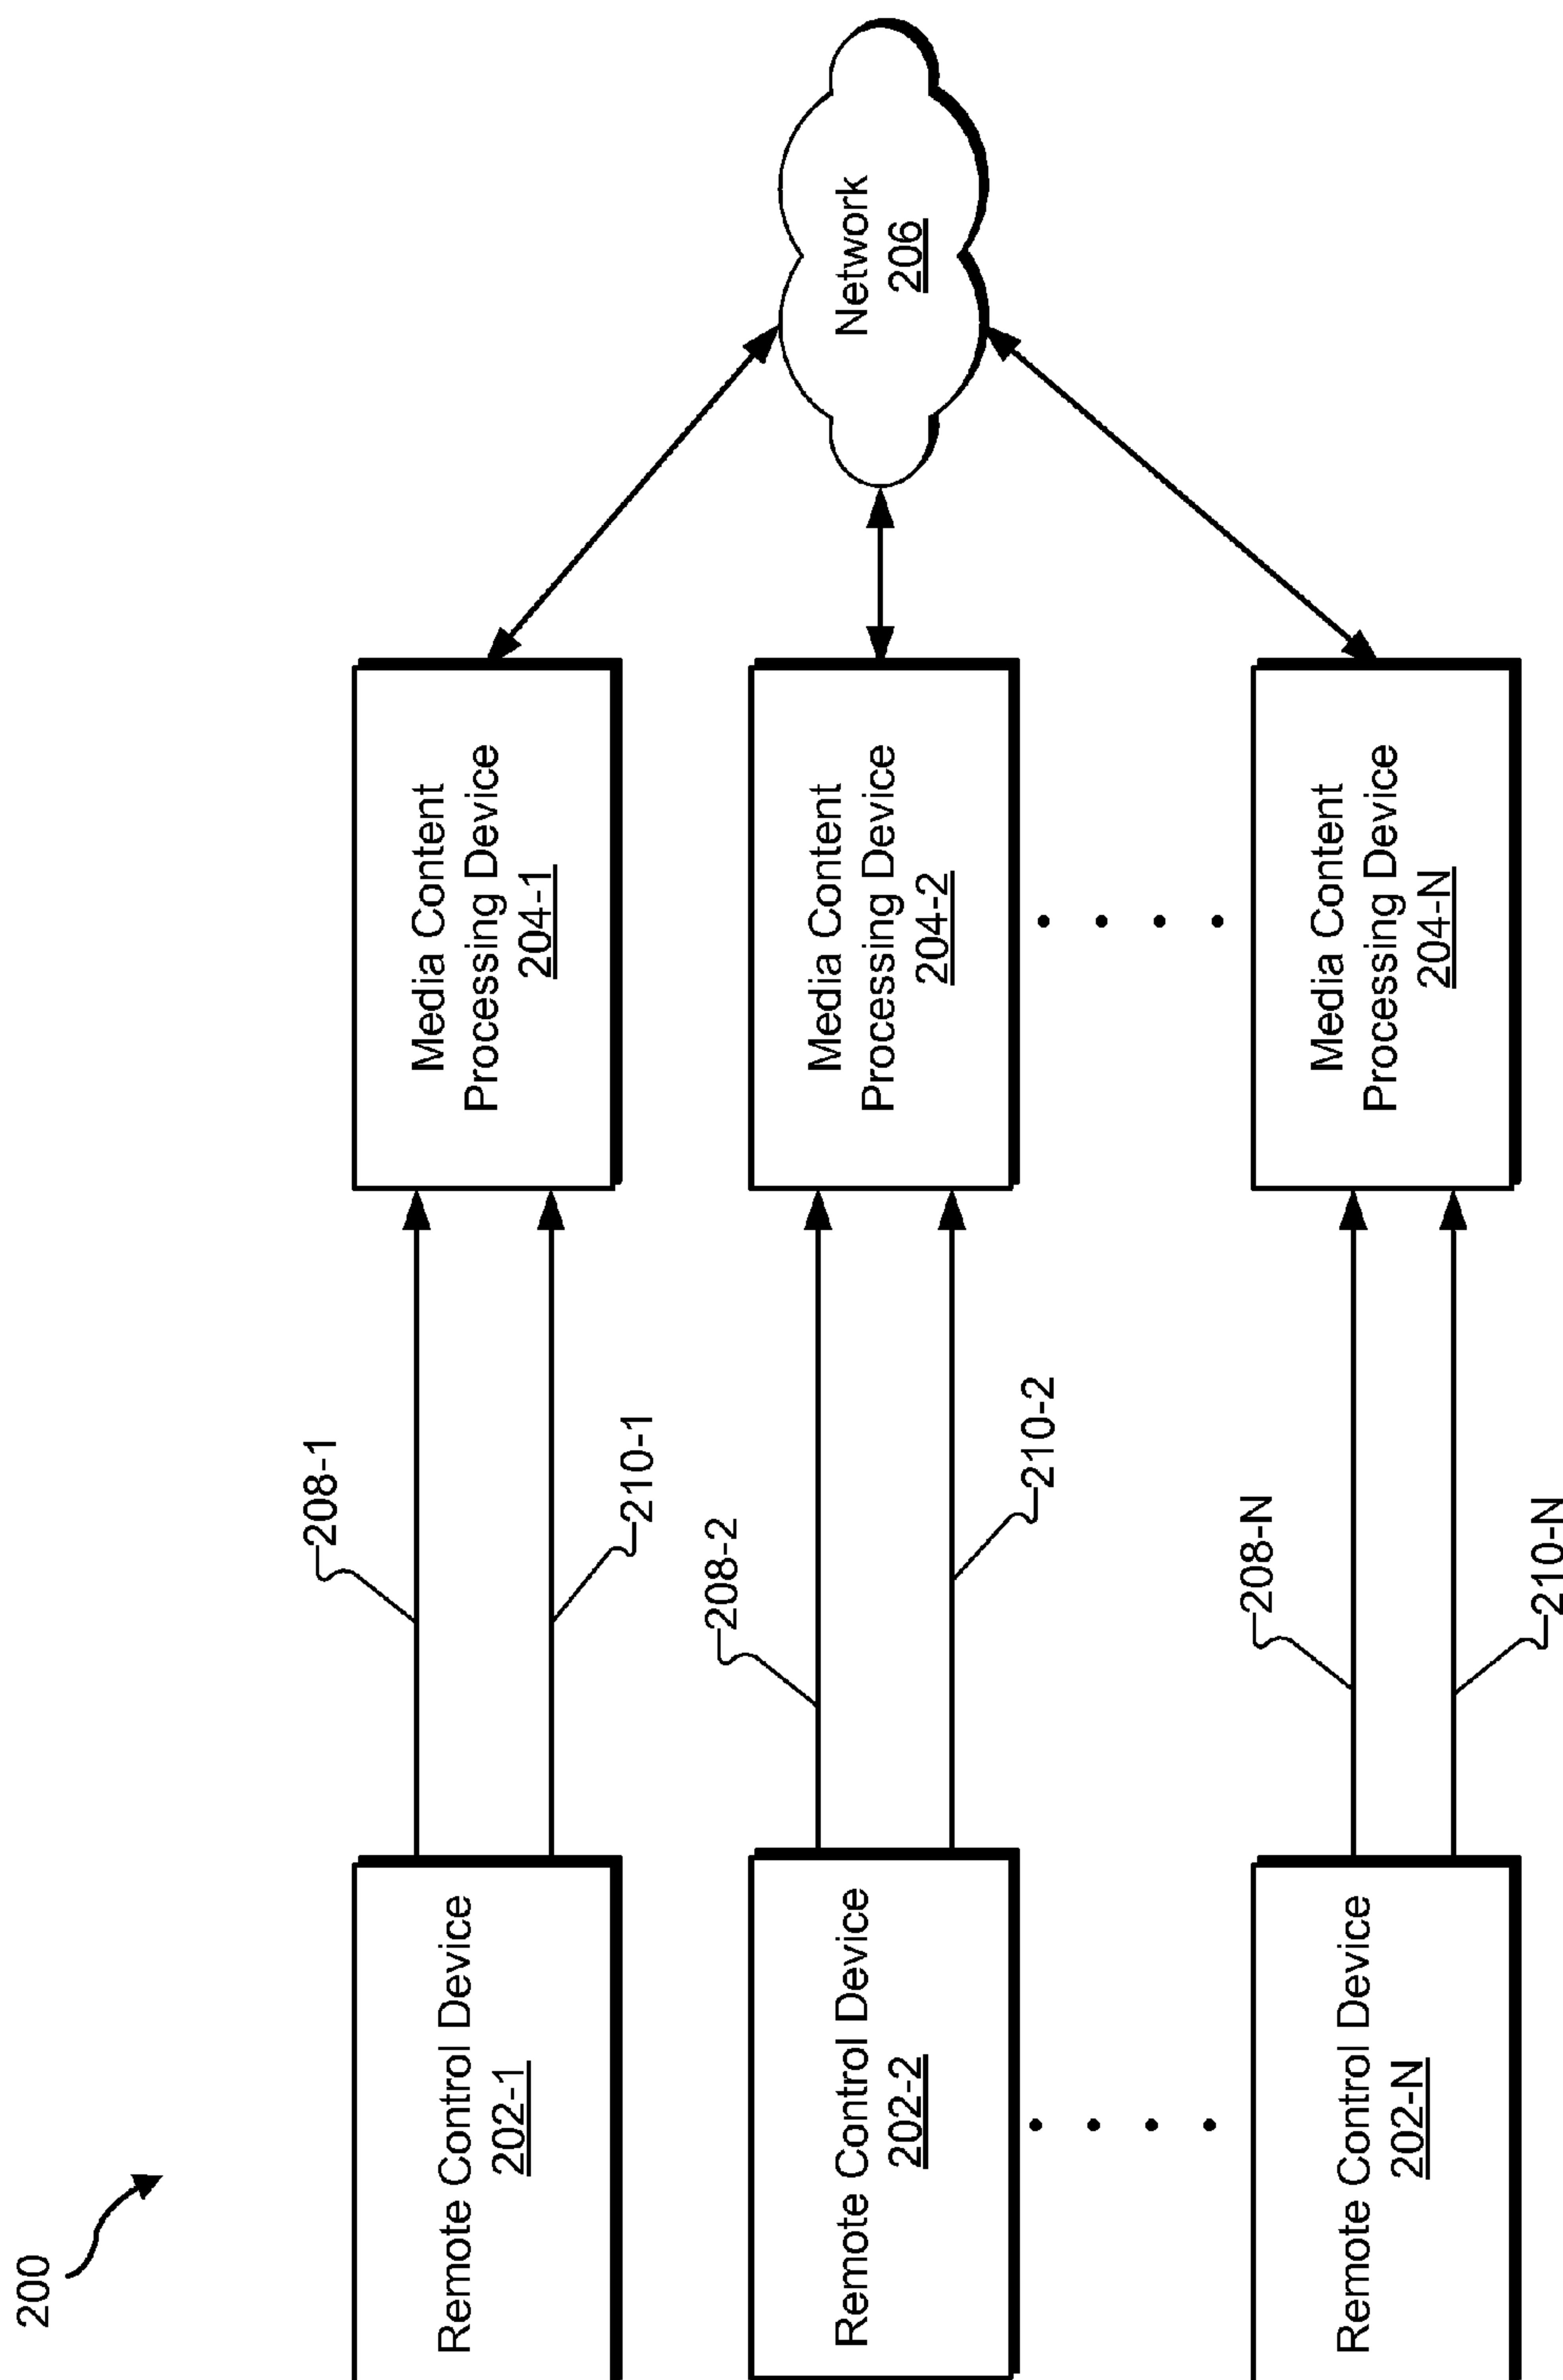 200
Remote Control Device
202-1
208-1
210-1
Media Content
Processing Device
204-1
Remote Control Device
202-2
208-2
210-2
Media Content
Processing Device
204-2
Network
206
Remote Control Device
202-N
208-N
210-N
Media Content
Processing Device
204-N